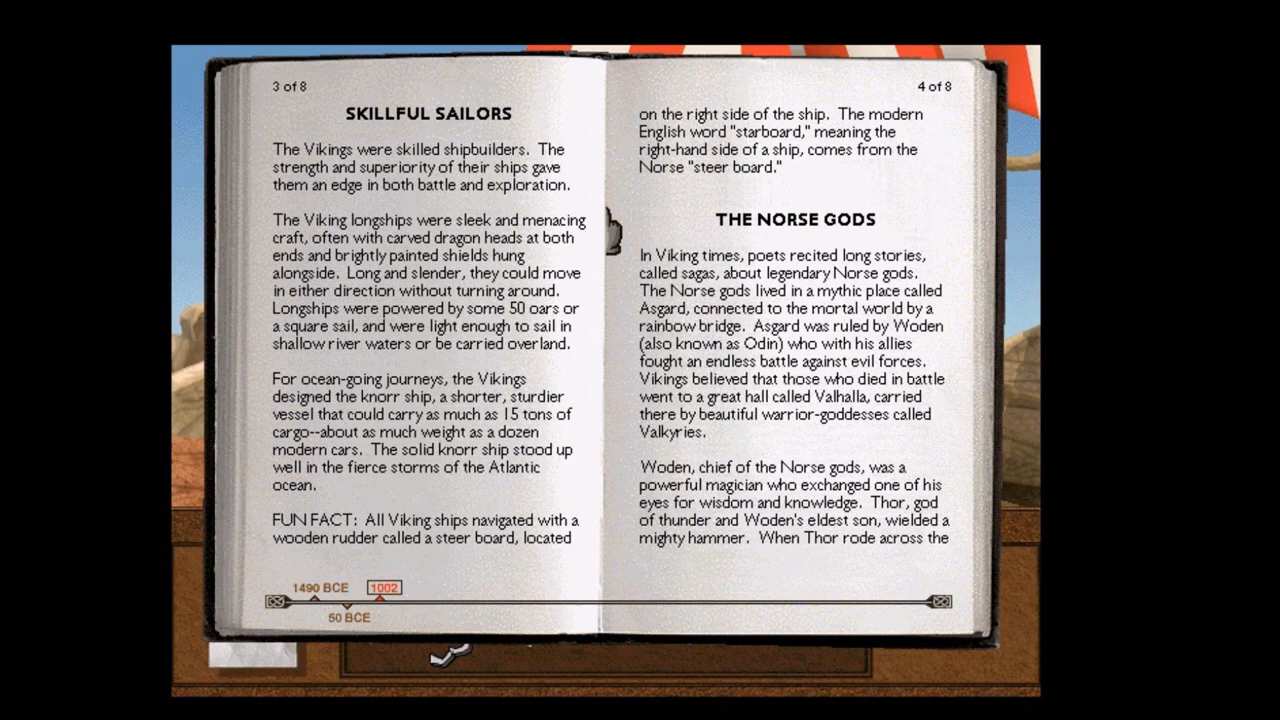 3 of 8
SKILLFUL SAILORS
The Vikings were skilled shipbuilders. The
strength and superiority of their ships gave
them an edge in both battle and exploration.
The Viking longships were sleek and menacing
craft, often with carved dragon heads at both
ends and brightly painted shields hung
alongside. Long and slender, they could move
in either direction without turning around.
Longships were powered by some 50 oars or
a square sail, and were light enough to sail in
shallow river waters or be carried overland.
For ocean-going journeys, the Vikings
designed the knorr ship, a shorter, sturdier
vessel that could carry as much as 15 tons of
cargo--about as much weight as a dozen
modern cars. The solid knorr ship stood up
well in the fierce storms of the Atlantic
ocean.
FUN FACT: All Viking ships navigated with a
wooden rudder called a steer board, located
4 of 8
on the right side of the ship. The modern
English word "starboard," meaning the
right-hand side of a ship, comes from the
Norse "steer board."
THE NORSE GODS
In Viking times, poets recited long stories,
called sagas, about legendary Norse gods.
The Norse gods lived in a mythic place called
Asgard, connected to the mortal world by a
rainbow bridge. Asgard was ruled by Woden
(also known as Odin) who with his allies
fought an endless battle against evil forces.
Vikings believed that those who died in battle
went to a great hall called Valhalla, carried
there by beautiful warrior-goddesses called
Valkyries.
Woden, chief of the Norse gods, was a
powerful magician who exchanged one of his
eyes for wisdom and knowledge. Thor, god
of thunder and Woden's eldest son, wielded a
mighty hammer. When Thor rode across the
1490 BCE
1002
50 BCE